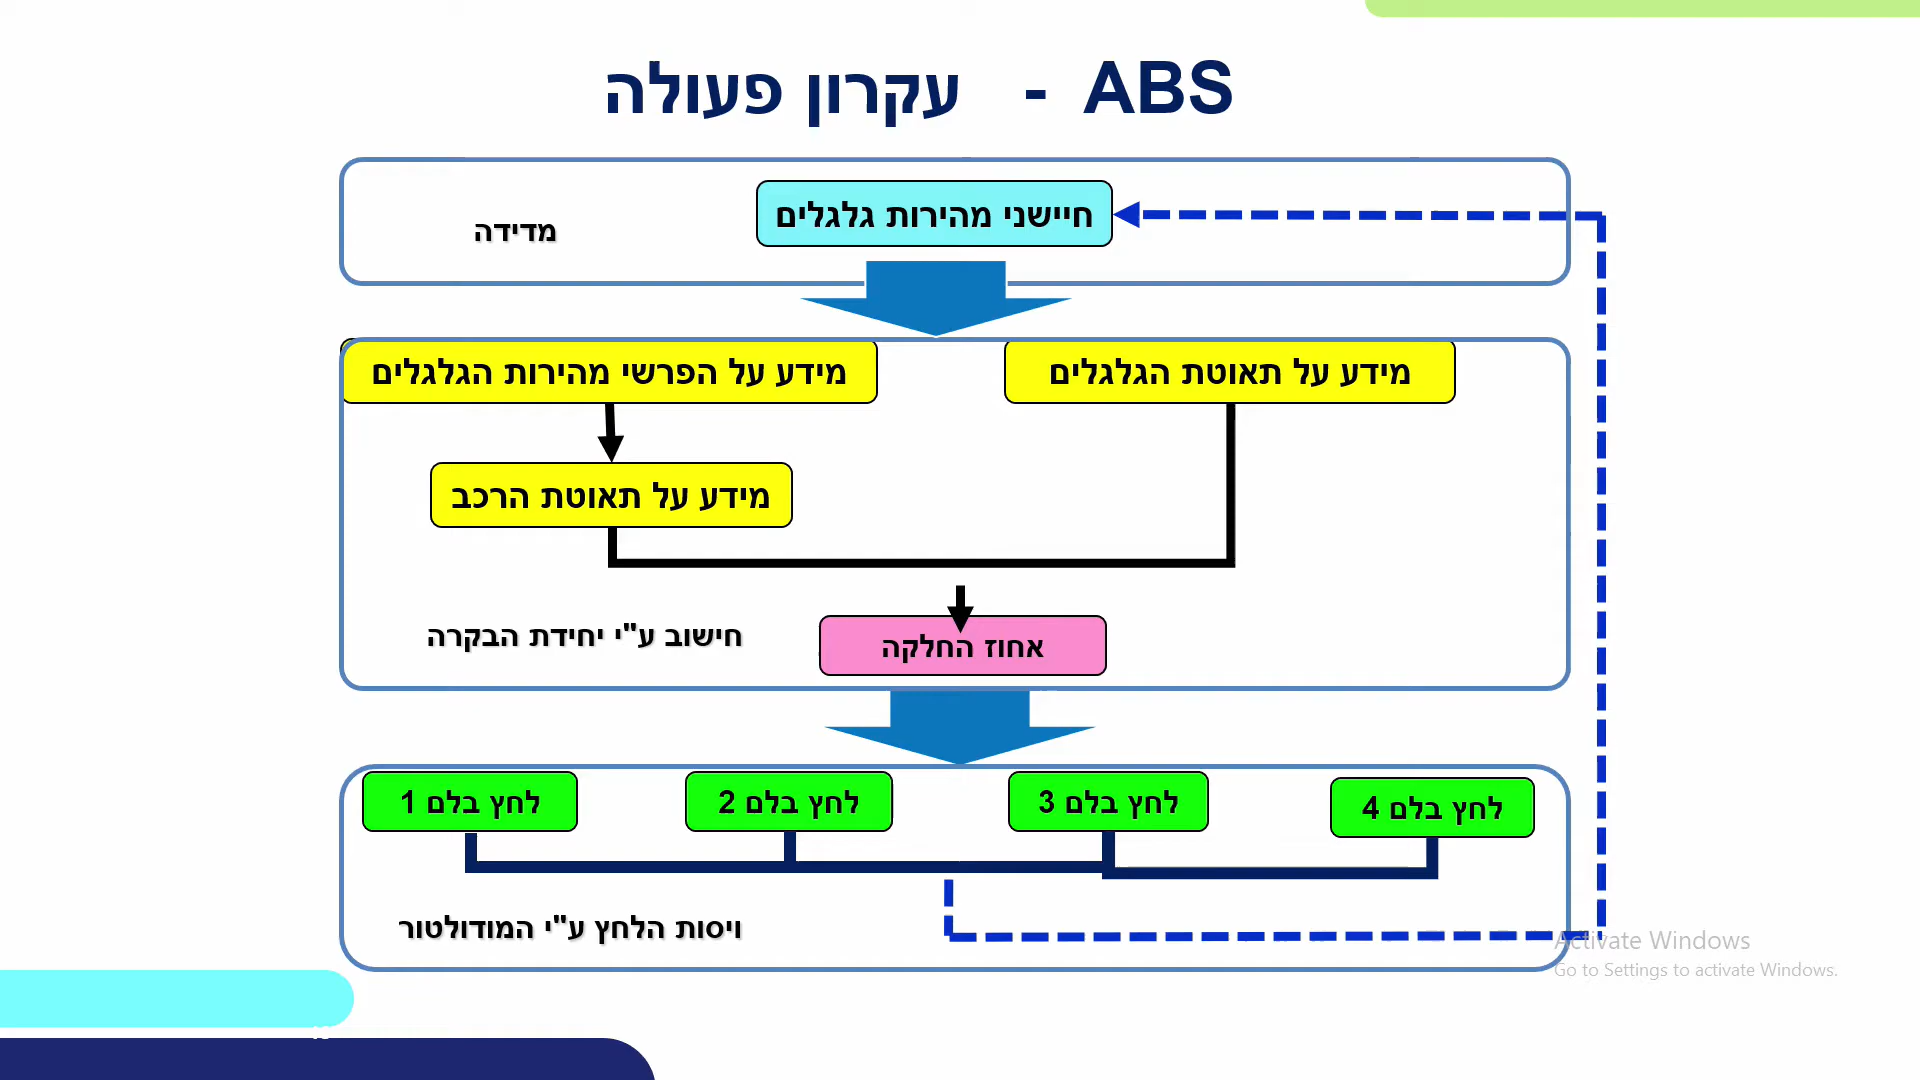 ABS - עקרון פעולה
חיישני מהירות גלגלים
מדידה
מידע על תאוטת הגלגלים
מידע על הפרשי מהירות הגלגלים
מידע על תאוטת הרכב
אחוז החלקה
חישוב ע"י יחידת הבקרה
לחץ בלם 4
לחץ בלם 3
לחץ בלם 2
לחץ בלם 1
ויסות הלחץ ע"י המודולטור
Activate Windows
Go to Settings to activate Windows.